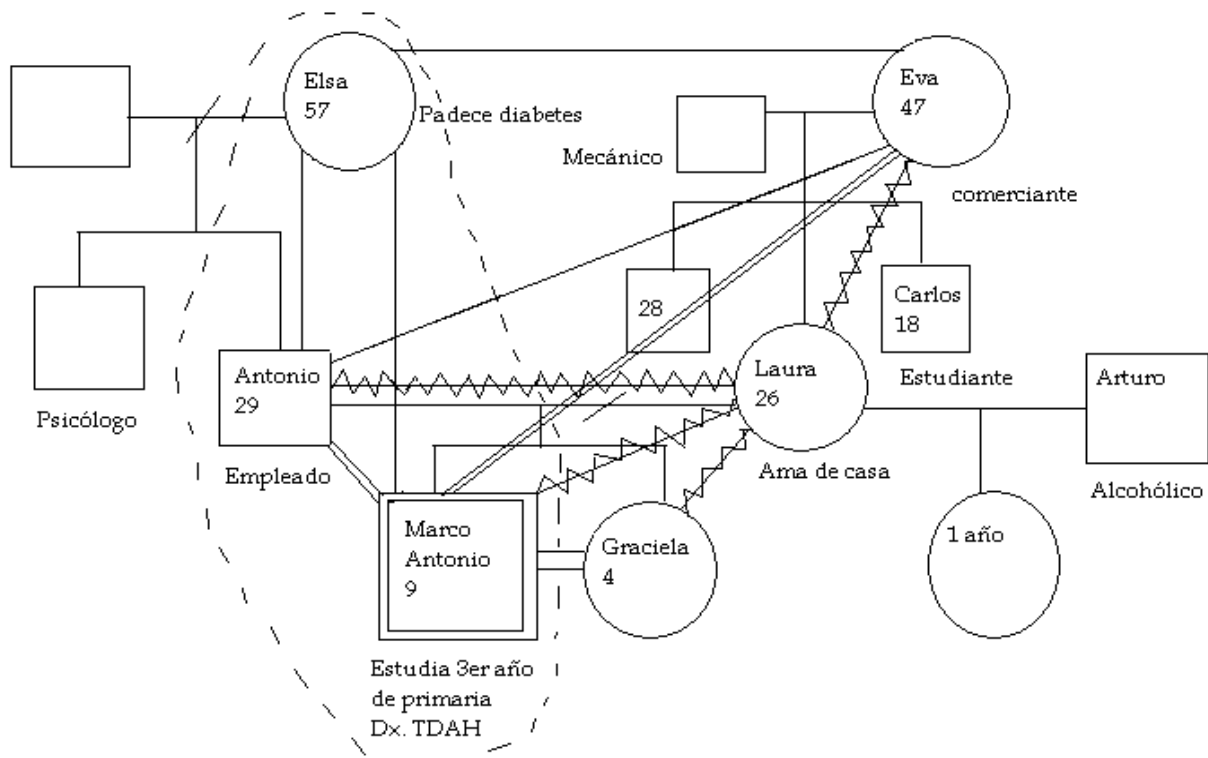 Elsa
57
Padece diabetes
Eva
47
Mecánico
comerciante
28
Carlos
18
Estudiante
Psicólogo
Antonio
29
Empleado
Laura
26
Ama de casa
Arturo
Alcohólico
Marco
Antonio
9
Graciela
4
1 año
Estudia 3er año
de primaria
Dx. TDAH